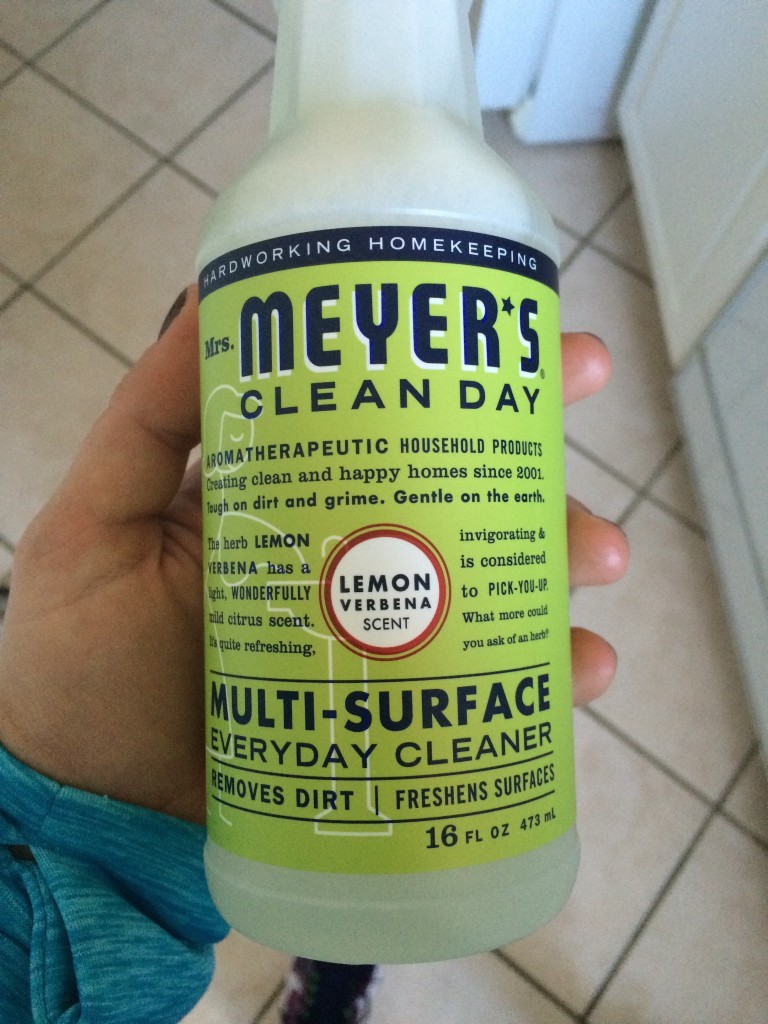 HARDWORKING HOMEKEEPING
Mrs. MEYER'S®
CLEAN DAY
AROMATHERAPEUTIC HOUSEHOLD PRODUCTS
Creating clean and happy homes since 2001.
Tough on dirt and grime. Gentle on the earth.
The herb LEMON
VERBENA has a
light, WONDERFULLY
mild citrus scent.
It's quite refreshing,
LEMON
VERBENA
SCENT
invigorating &
is considered
to PICK-YOU-UP.
What more could
you ask of an herb?
MULTI-SURFACE
EVERYDAY CLEANER
REMOVES DIRT | FRESHENS SURFACES
16 FL OZ 473 mL